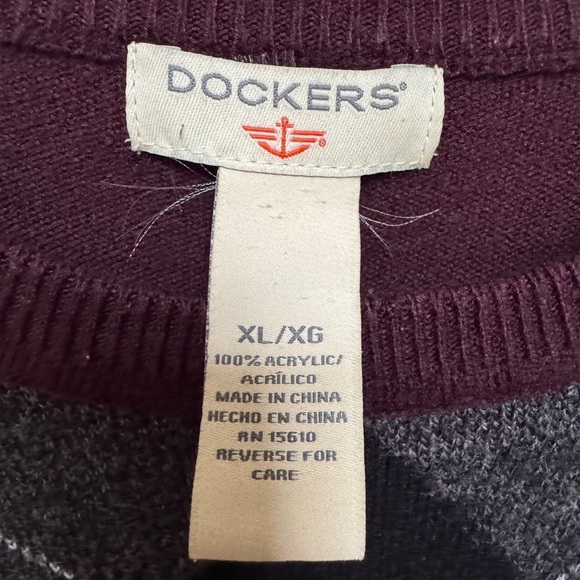 DOCKERS®
®
XL/XG
100% ACRYLIC/
ACRÍLICO
MADE IN CHINA
HECHO EN CHINA
RN 15610
REVERSE FOR
CARE